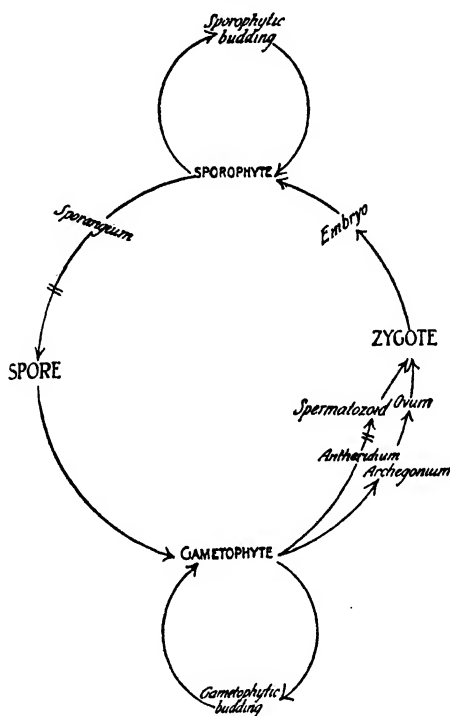 Sporophytic
budding
SPOROPHYTE
Sporangium
Embryo
SPORE
ZYGOTE
Spermatozoid
Ovum
Antheridium
Archegonium
GAMETOPHYTE
Gametophytic
budding